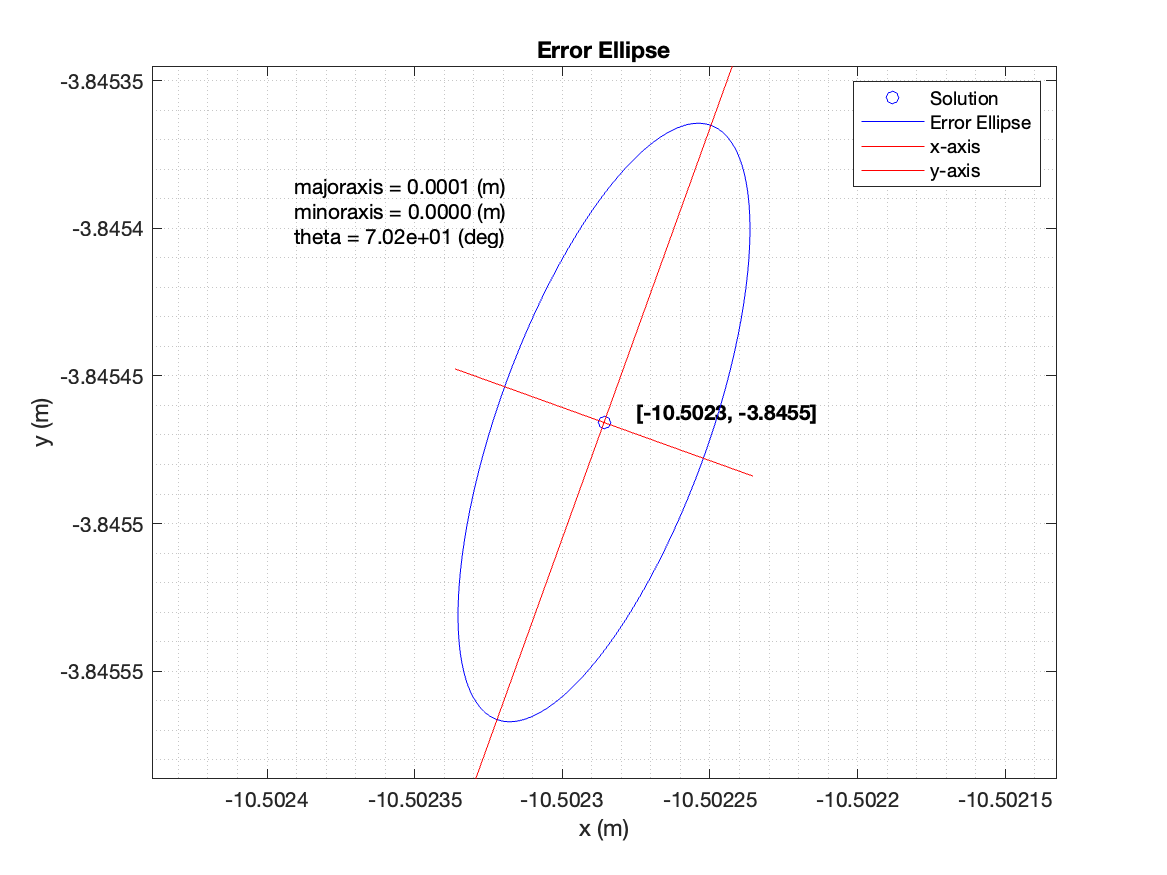 Error Ellipse
-3.84535
-3.8454
-3.84545
-3.8455
-3.84555
y (m)
Solution
Error Ellipse
x-axis
y-axis
majoraxis = 0.0001 (m)
minoraxis = 0.0000 (m)
theta = 7.02e+01 (deg)
[-10.5023, -3.8455]
-10.5024
-10.50235
-10.5023
-10.50225
-10.5022
-10.50215
x (m)